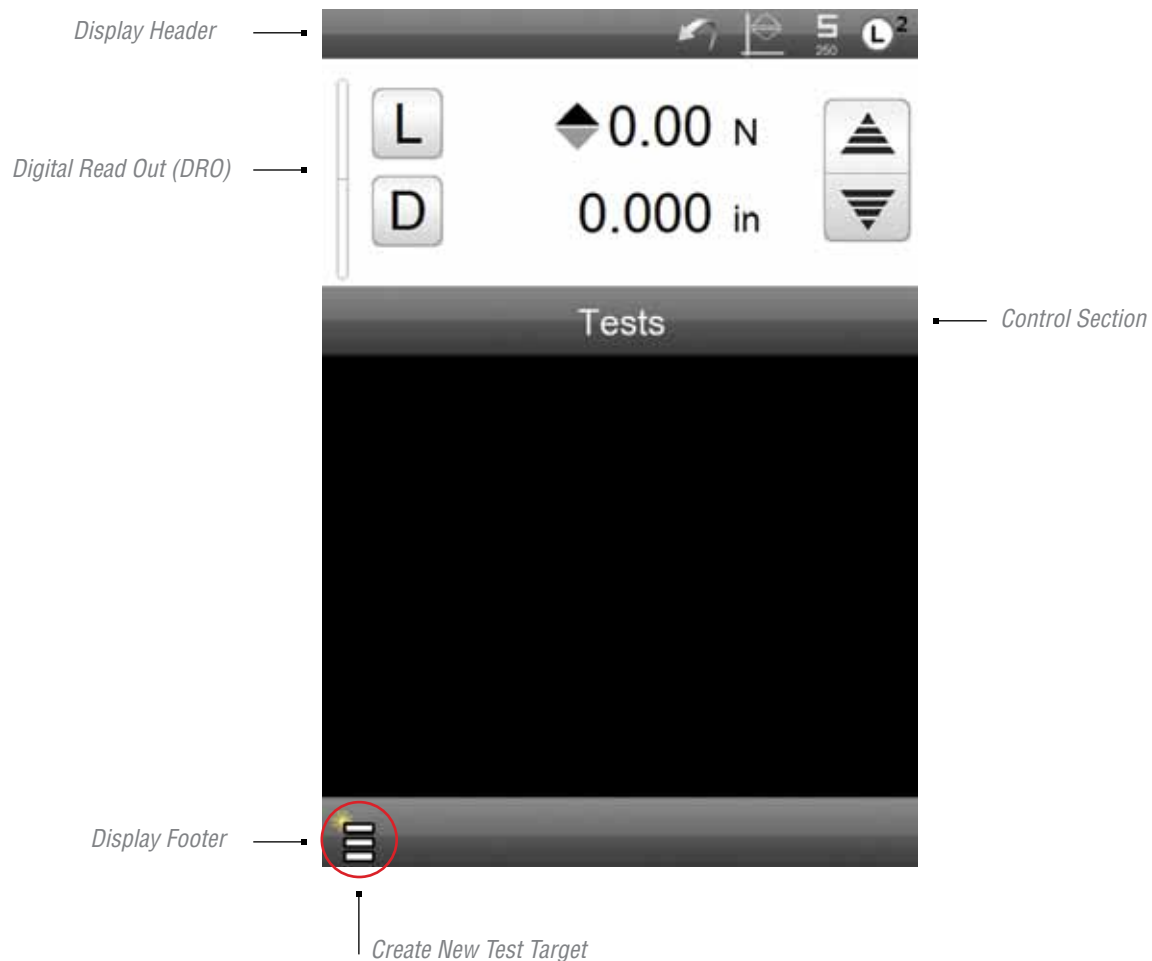 Display Header
5
250
L2
L
0.00 N
Digital Read Out (DRO)
D
0.000 in
Tests
Control Section
Display Footer
Create New Test Target